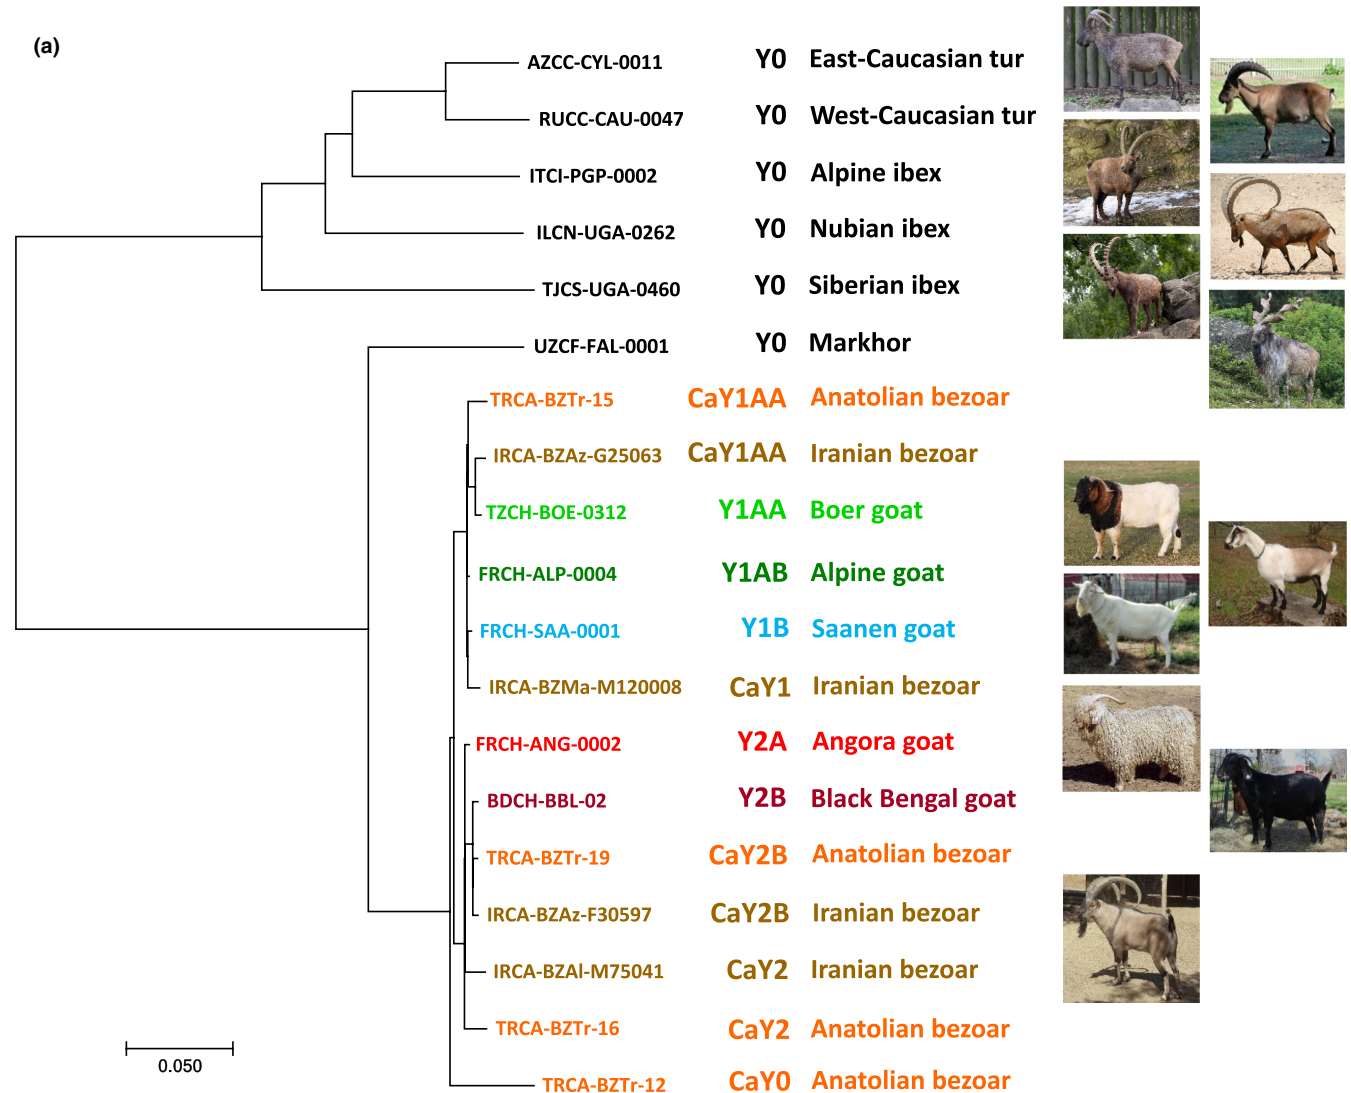 (a)
AZCC-CYL-0011 Y0 East-Caucasian tur
RUCC-CAU-0047 Y0 West-Caucasian tur
ITCI-PGP-0002 Y0 Alpine ibex
ILCN-UGA-0262 Y0 Nubian ibex
TJCS-UGA-0460 Y0 Siberian ibex
UZCF-FAL-0001 Y0 Markhor
TRCA-BZTr-15 CaY1AA Anatolian bezoar
IRCA-BZAz-G25063 CaY1AA Iranian bezoar
TZCH-BOE-0312 Y1AA Boer goat
FRCH-ALP-0004 Y1AB Alpine goat
FRCH-SAA-0001 Y1B Saanen goat
IRCA-BZMa-M120008 CaY1 Iranian bezoar
FRCH-ANG-0002 Y2A Angora goat
BDCH-BBL-02 Y2B Black Bengal goat
TRCA-BZTr-19 CaY2B Anatolian bezoar
IRCA-BZAz-F30597 CaY2B Iranian bezoar
IRCA-BZAl-M75041 CaY2 Iranian bezoar
TRCA-BZTr-16 CaY2 Anatolian bezoar
TRCA-BZTr-12 CaY0 Anatolian bezoar
0.050